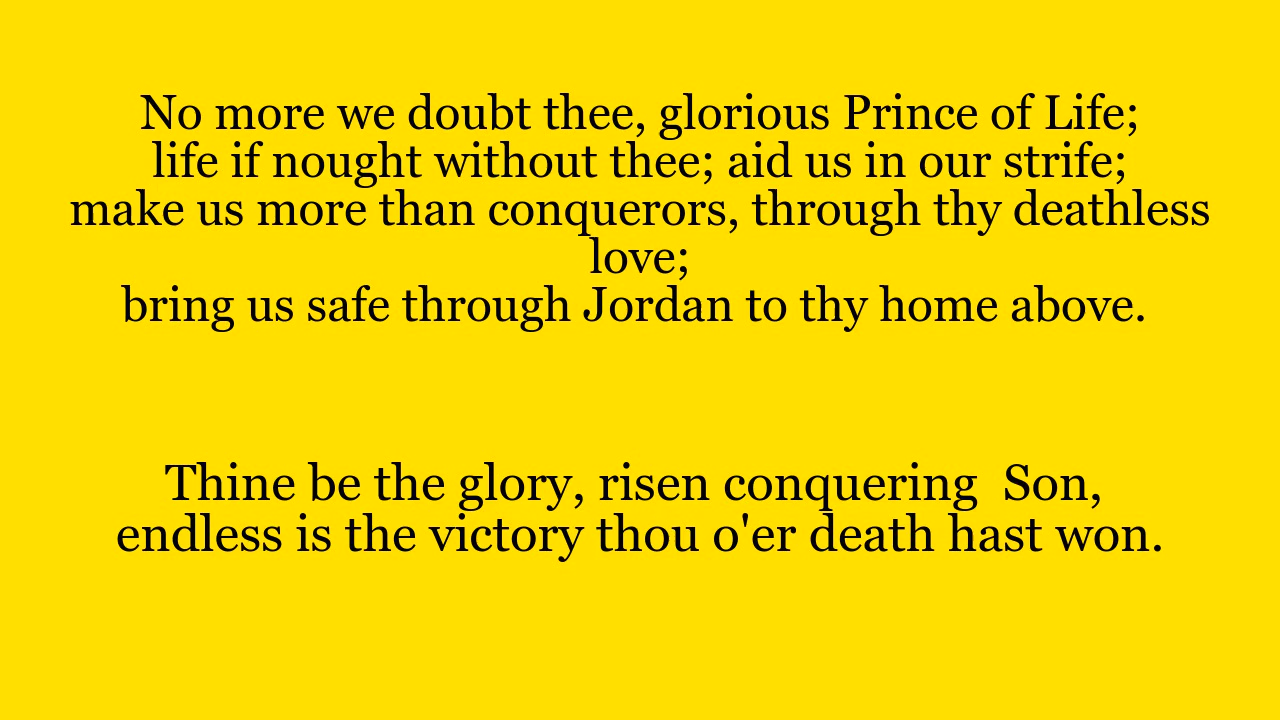 No more we doubt thee, glorious Prince of Life;
life if nought without thee; aid us in our strife;
make us more than conquerors, through thy deathless
love;
bring us safe through Jordan to thy home above.
Thine be the glory, risen conquering  Son,
endless is the victory thou o'er death hast won.